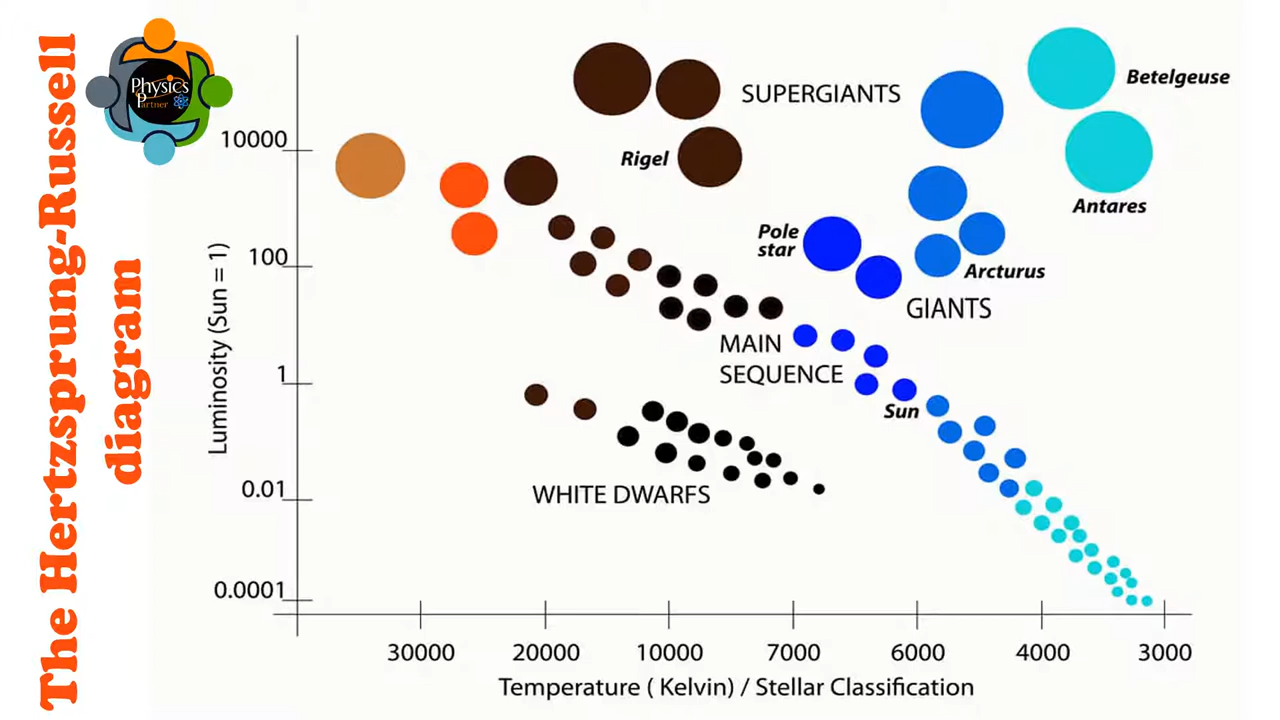 The Hertzsprung-Russell
diagram
Physics
Partner
SUPERGIANTS
Betelgeuse
10000
Rigel
Antares
Pole
star
100
Arcturus
GIANTS
Luminosity (Sun = 1)
MAIN
SEQUENCE
1
Sun
0.01
WHITE DWARFS
0.0001
30000 20000 10000 7000 6000 4000 3000
Temperature ( Kelvin) / Stellar Classification